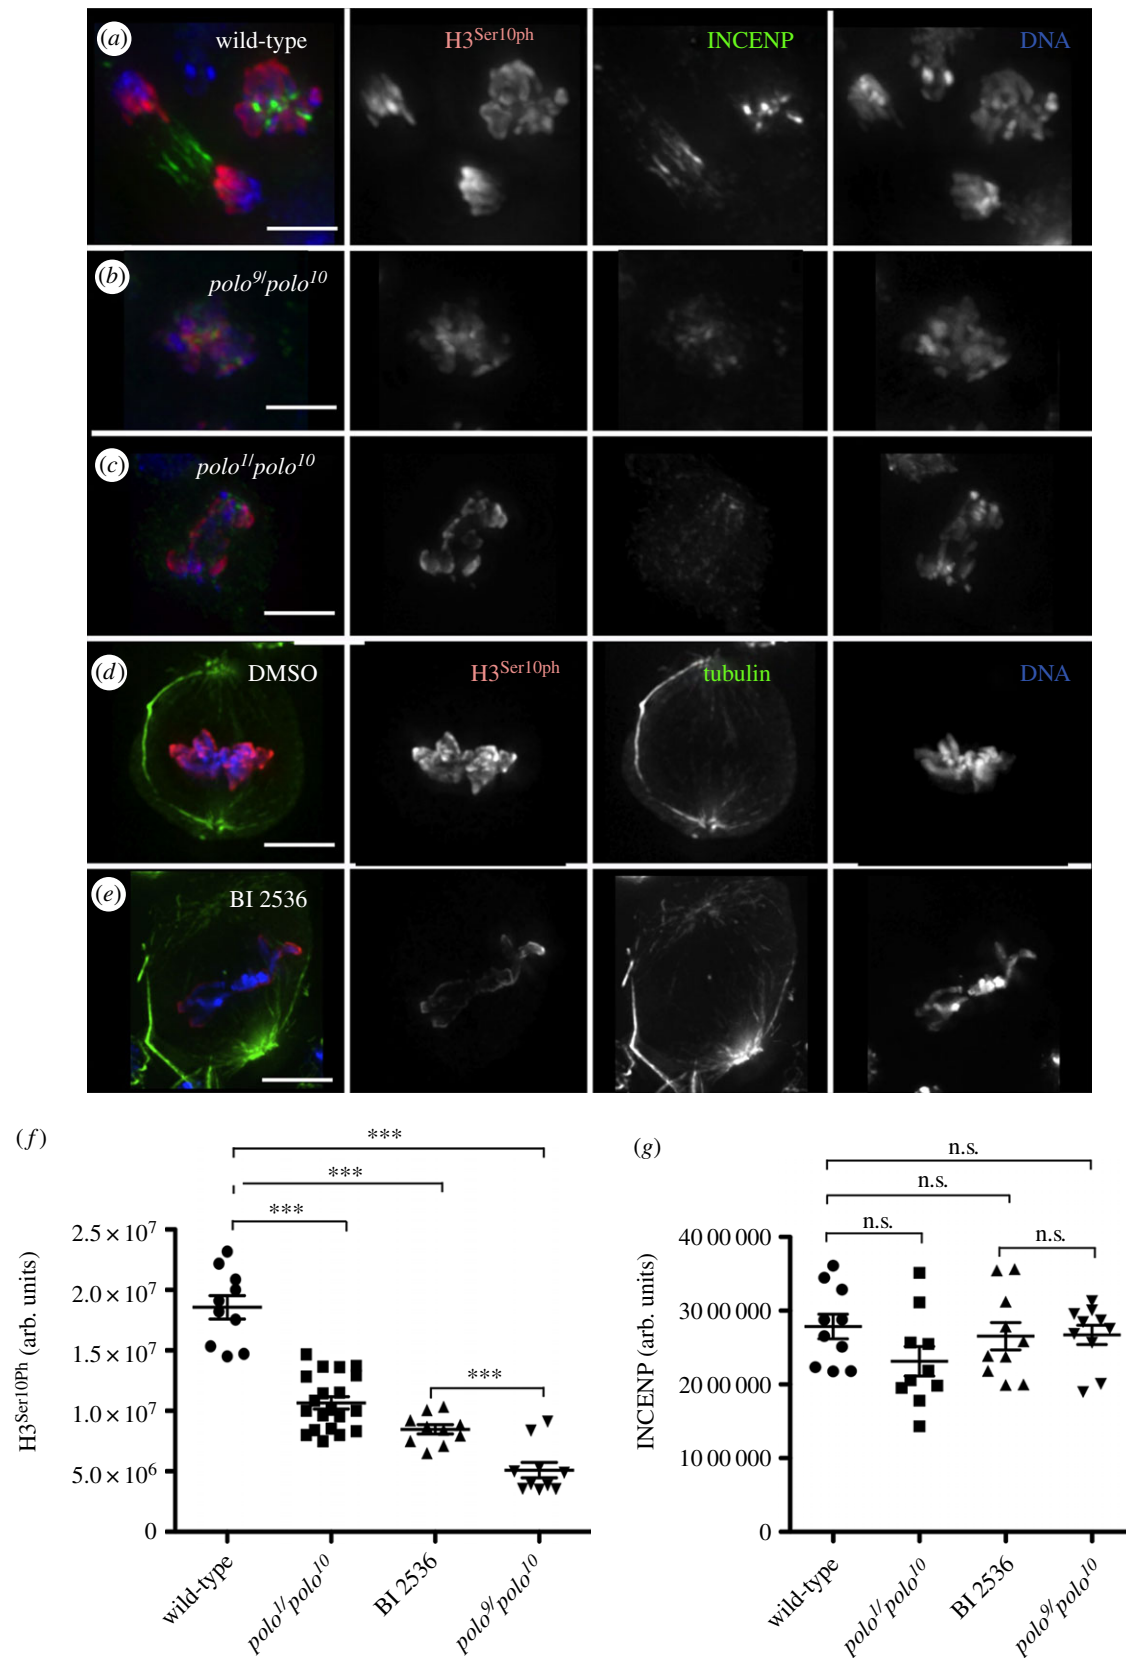 (a) wild-type H3Ser10ph INCENP DNA
(b) polo9/polo10
(c) polo1/polo10
(d) DMSO H3Ser10ph tubulin DNA
(e) BI 2536
(f)
***
***
***
***
H3Ser10Ph (arb. units)
2.5 × 10⁷
2.0 × 10⁷
1.5 × 10⁷
1.0 × 10⁷
5.0 × 10⁶
0
wild-type
polo1/polo10
BI 2536
polo9/polo10
(g)
n.s.
n.s.
n.s.
n.s.
INCENP (arb. units)
40 00 000
30 00 000
20 00 000
10 00 000
0
wild-type
polo1/polo10
BI 2536
polo9/polo10